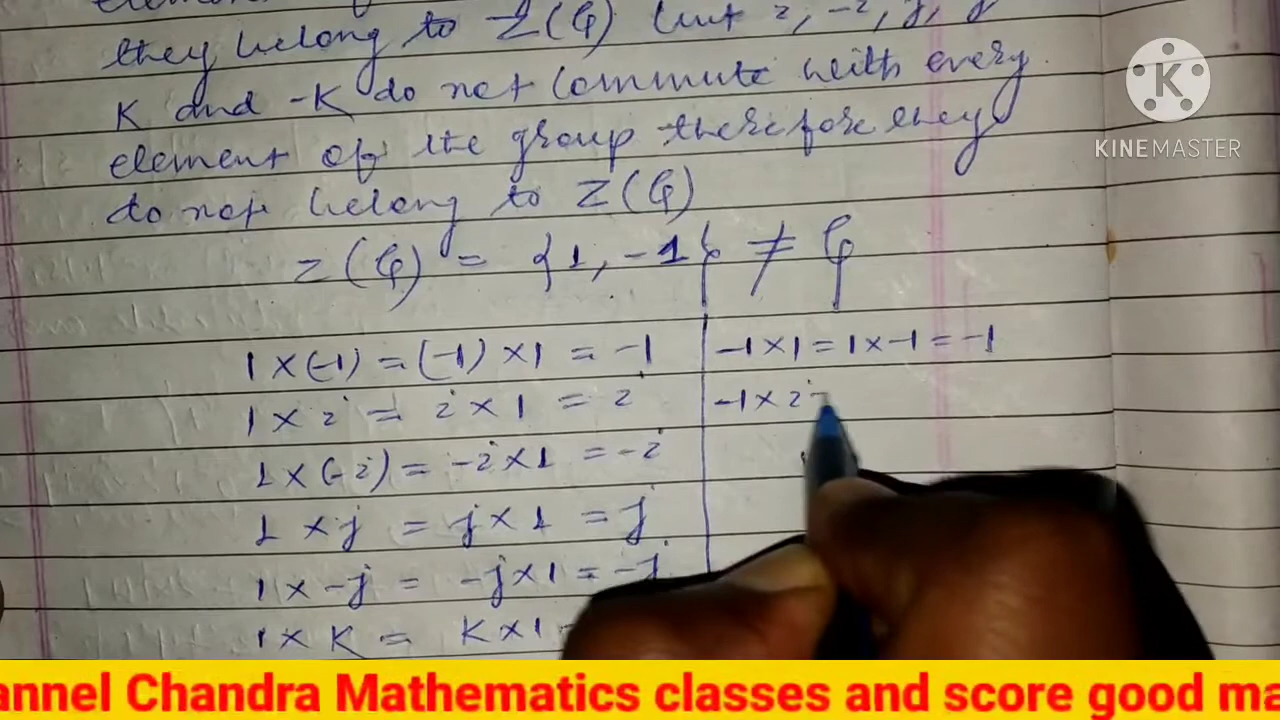 they belong to Z(G) but i, -i, j, -j
K and -K do not commute with every
element of the group therefore they
do not belong to Z(G)
Z(G) = {1, -1} ≠ G
1 × (-1) = (-1) × 1 = -1
1 × i = i × 1 = i
1 × (-i) = -i × 1 = -i
1 × j = j × 1 = j
1 × -j = -j × 1 = -j
1 × K = K × 1
-1 × 1 = 1 × -1 = -1
-1 × i =
K
KINEMASTER
annel Chandra Mathematics classes and score good ma